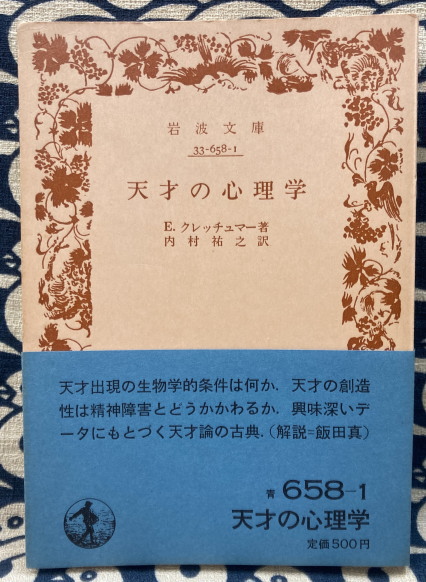 岩波文庫
33-658-1
天才の心理学
E. クレッチュマー著
内村祐之訳
天才出現の生物学的条件は何か．天才の創造
性は精神障害とどうかかわるか．興味深いデ
ータにもとづく天才論の古典．(解説=飯田真)
青 658-1
天才の心理学
定価500円